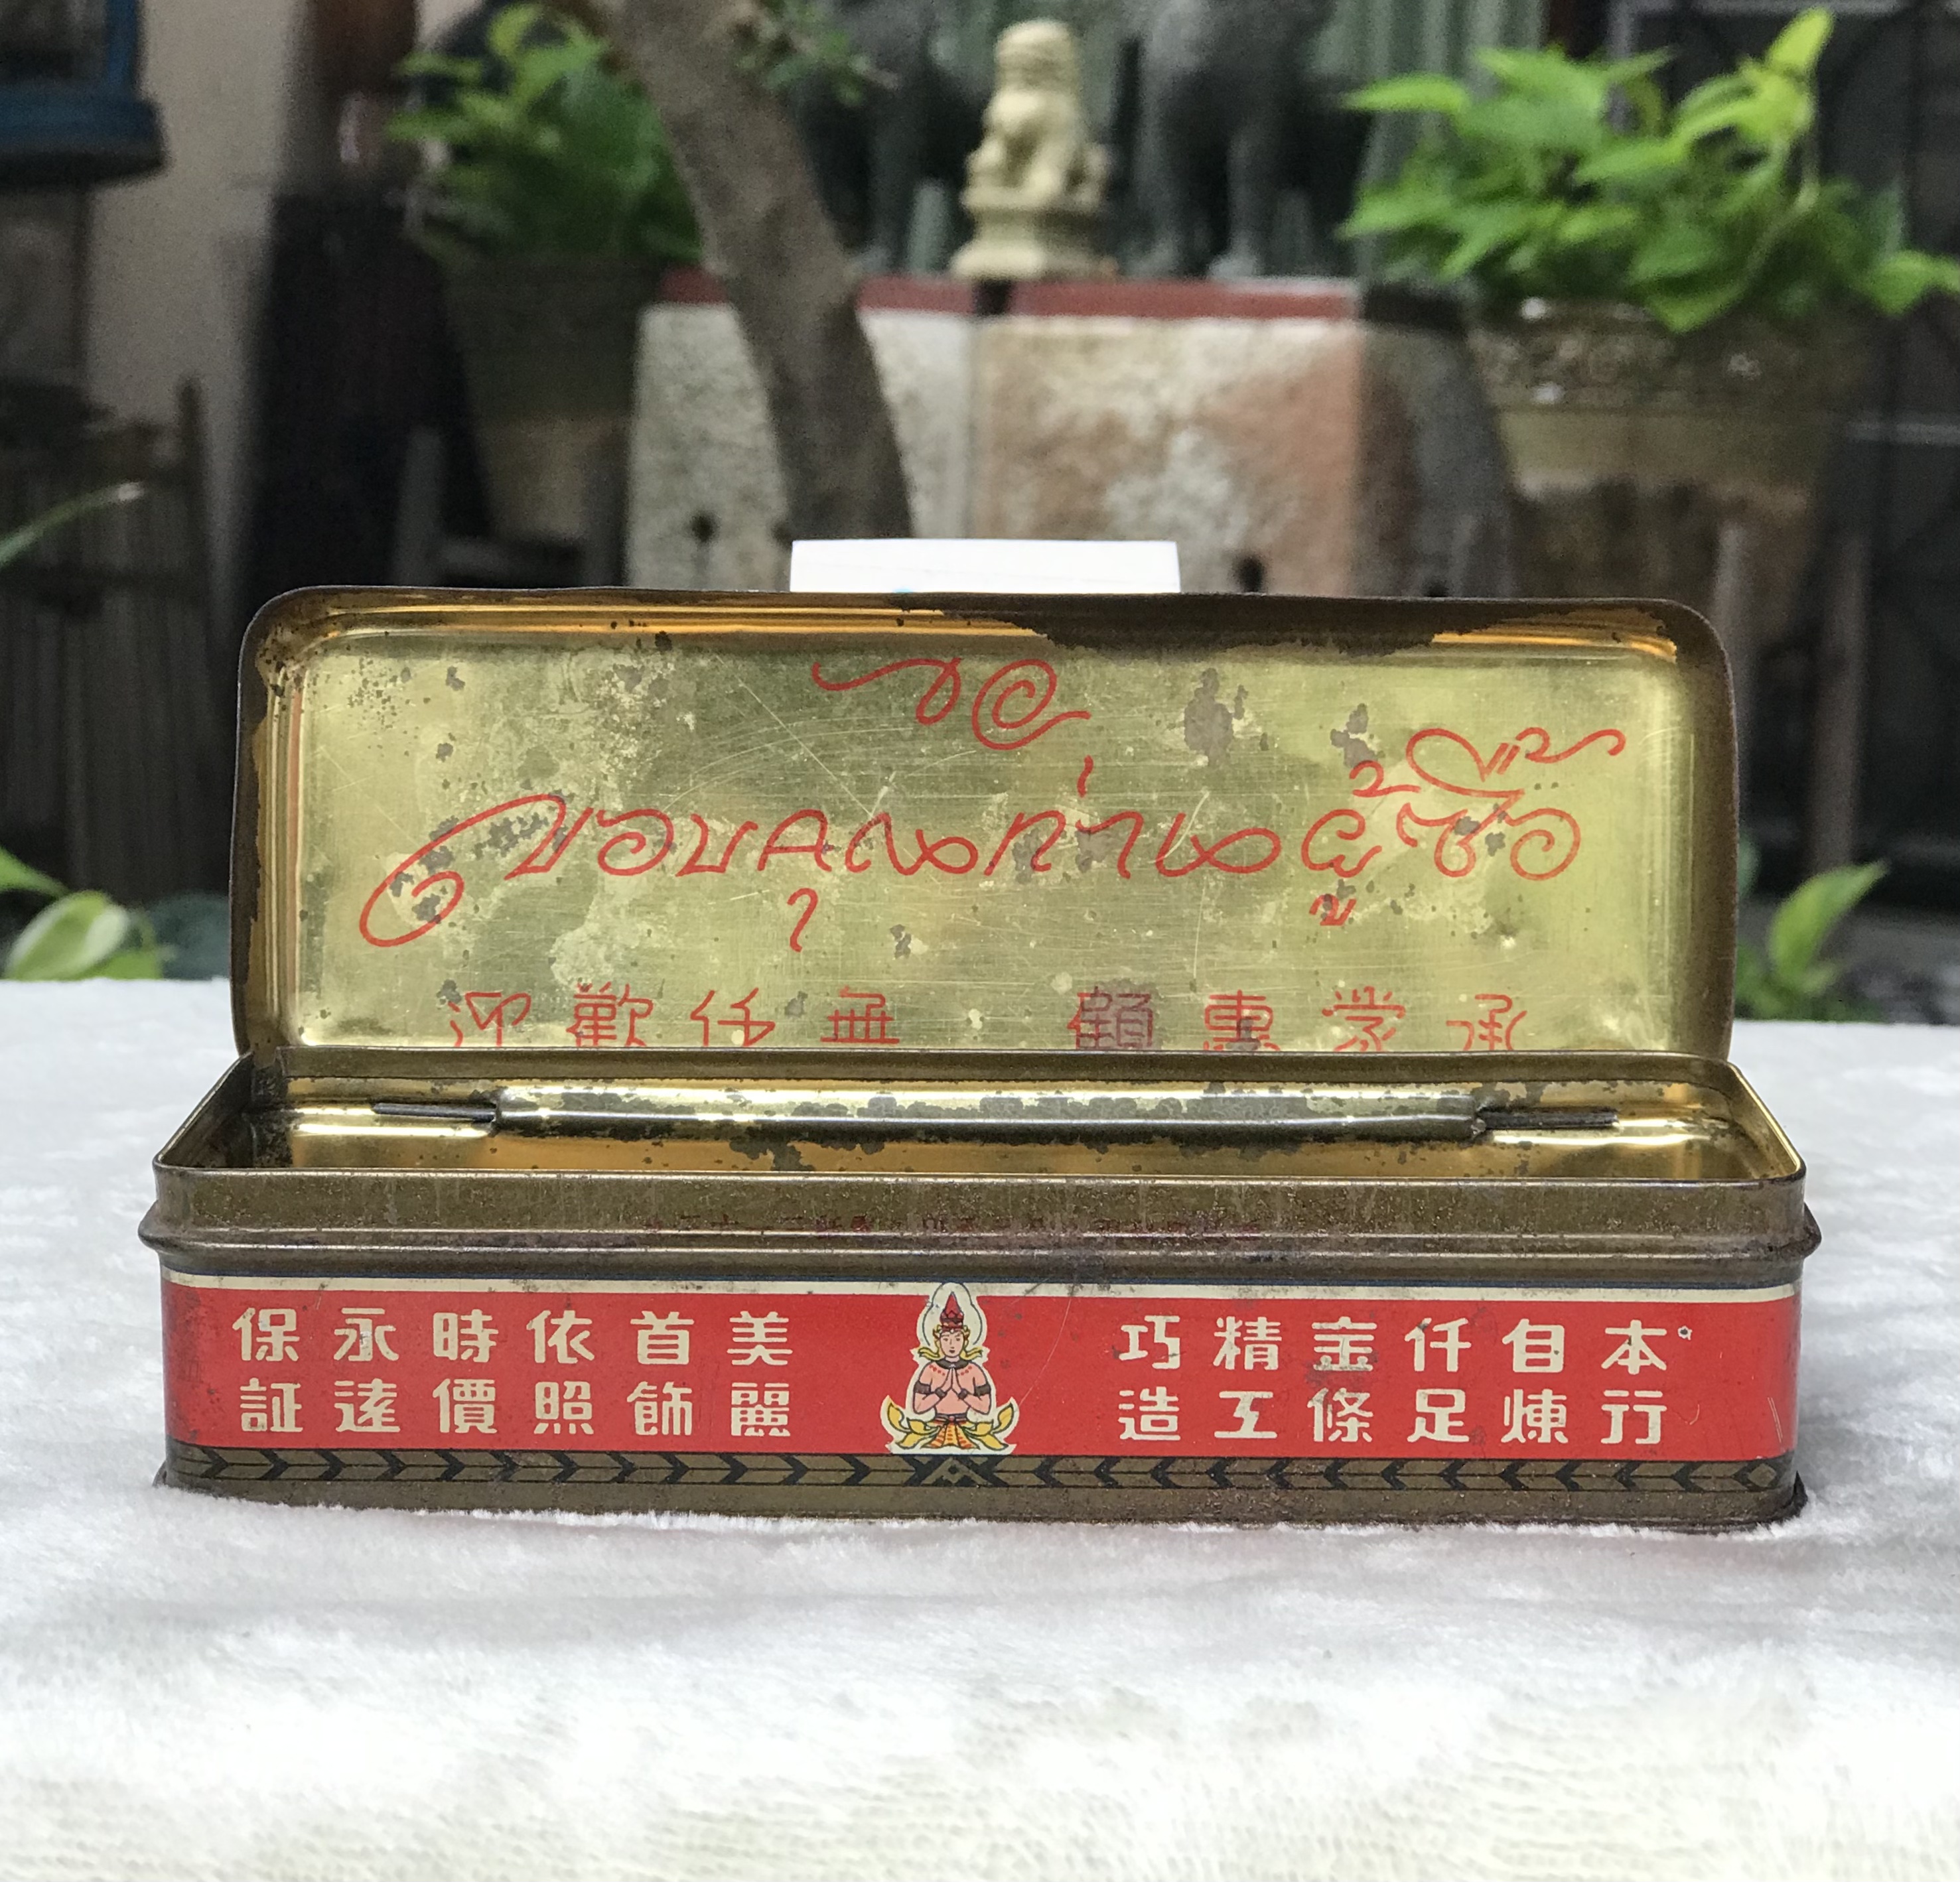 ขอบคุณท่านผู้ซื้อ
承蒙惠顧 無任歡迎
本行自煉仟足金條精工巧造
美麗首飾依照時價永遠保証